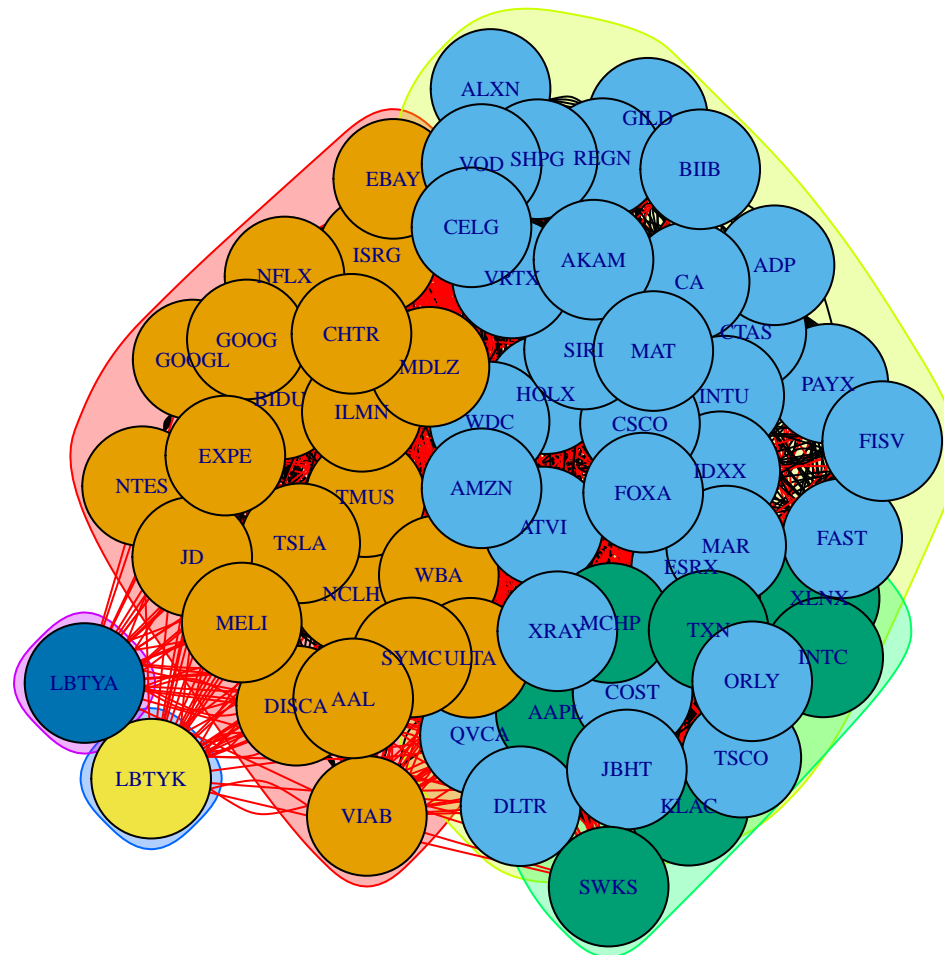 ALXN
GILD
VOD
SHPG
REGN
BIIB
EBAY
CELG
ISRG
AKAM
ADP
NFLX
VRTX
CA
CTAS
GOOG
CHTR
GOOGL
MDLZ
SIRI
MAT
PAYX
BIDU
ILMN
HOLX
INTU
WDC
CSCO
FISV
EXPE
NTES
TMUS
AMZN
FOXA
IDXX
JD
TSLA
ATVI
MAR
FAST
NCLH
WBA
ESRX
XLNX
MELI
XRAY
MCHP
TXN
INTC
SYMC
ULTA
LBTYA
DISCA
AAL
AAPL
COST
ORLY
QVCA
LBTYK
JBHT
TSCO
VIAB
DLTR
KLAC
SWKS